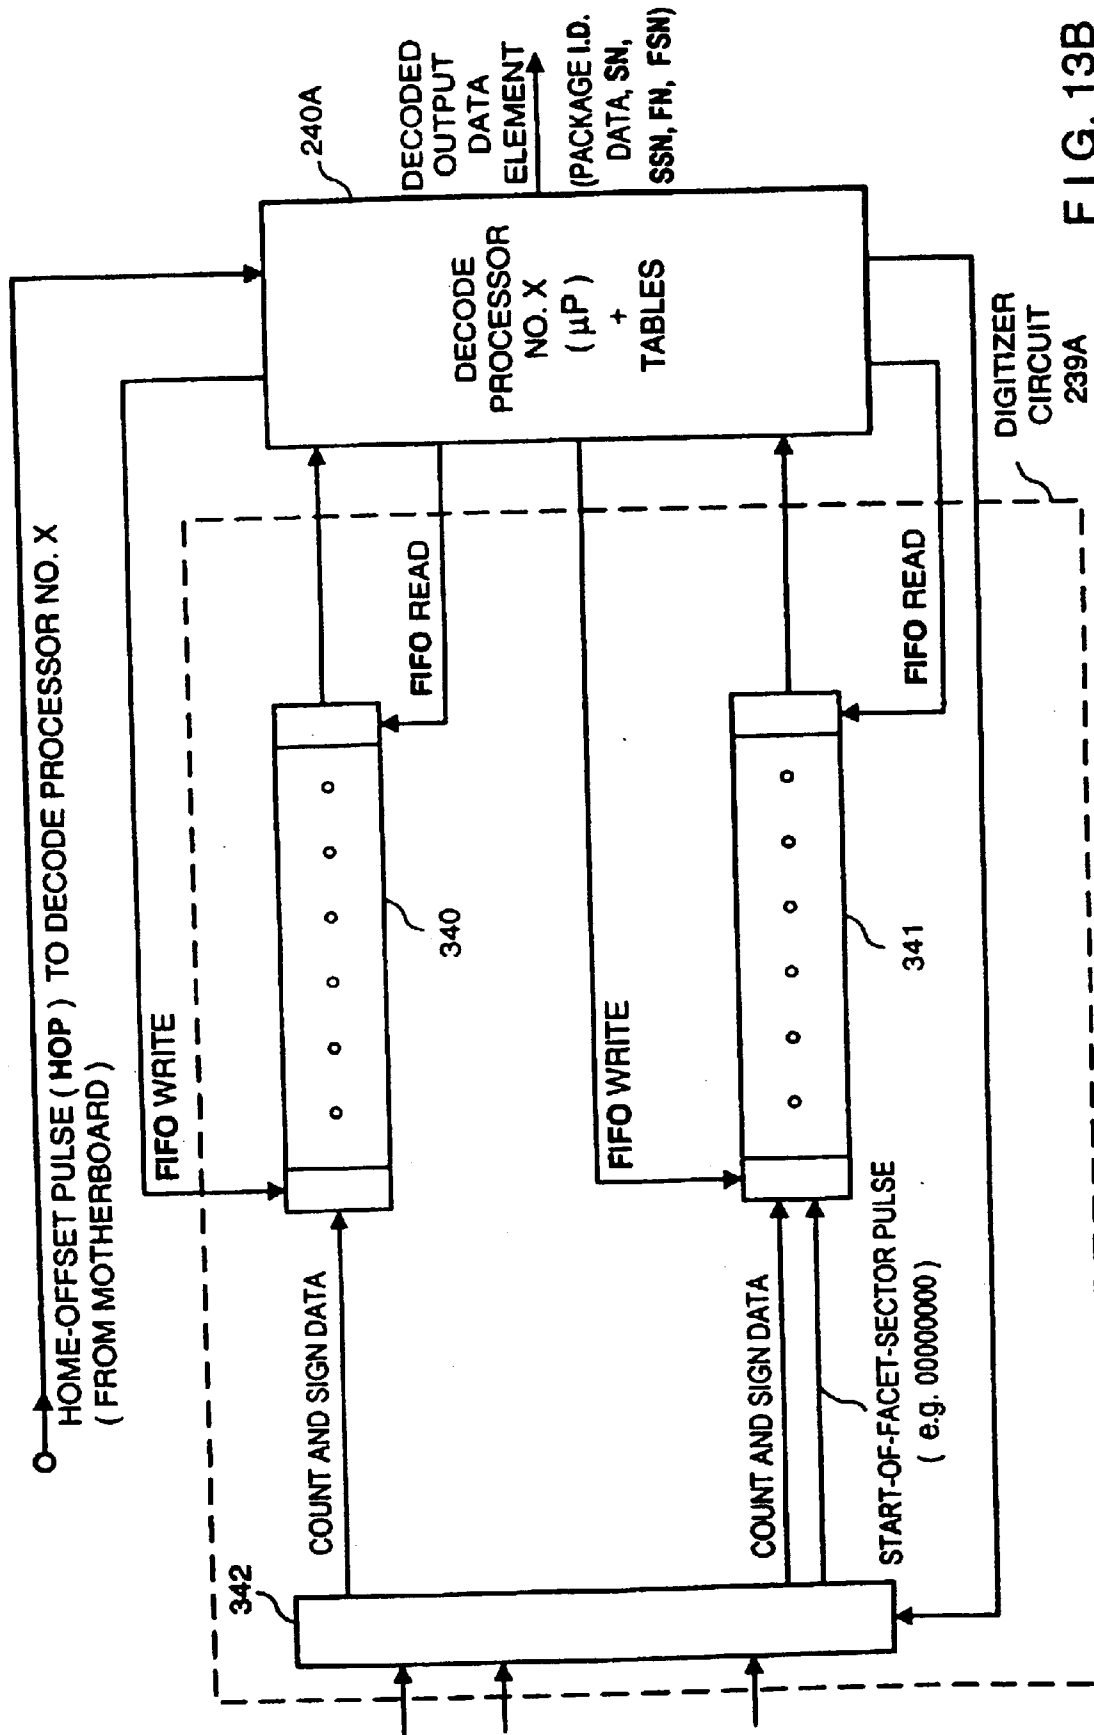 HOME-OFFSET PULSE (HOP) TO DECODE PROCESSOR NO. X
(FROM MOTHERBOARD)
FIFO WRITE
342
COUNT AND SIGN DATA
340
FIFO READ
240A
DECODED
OUTPUT
DATA
ELEMENT
(PACKAGE I.D.
DATA, SN,
SSN, FN, FSN)
DECODE
PROCESSOR
NO. X
(µP)
+
TABLES
FIFO WRITE
COUNT AND SIGN DATA
START-OF-FACET-SECTOR PULSE
(e.g. 00000000)
341
FIFO READ
DIGITIZER
CIRCUIT
239A
FIG. 13B